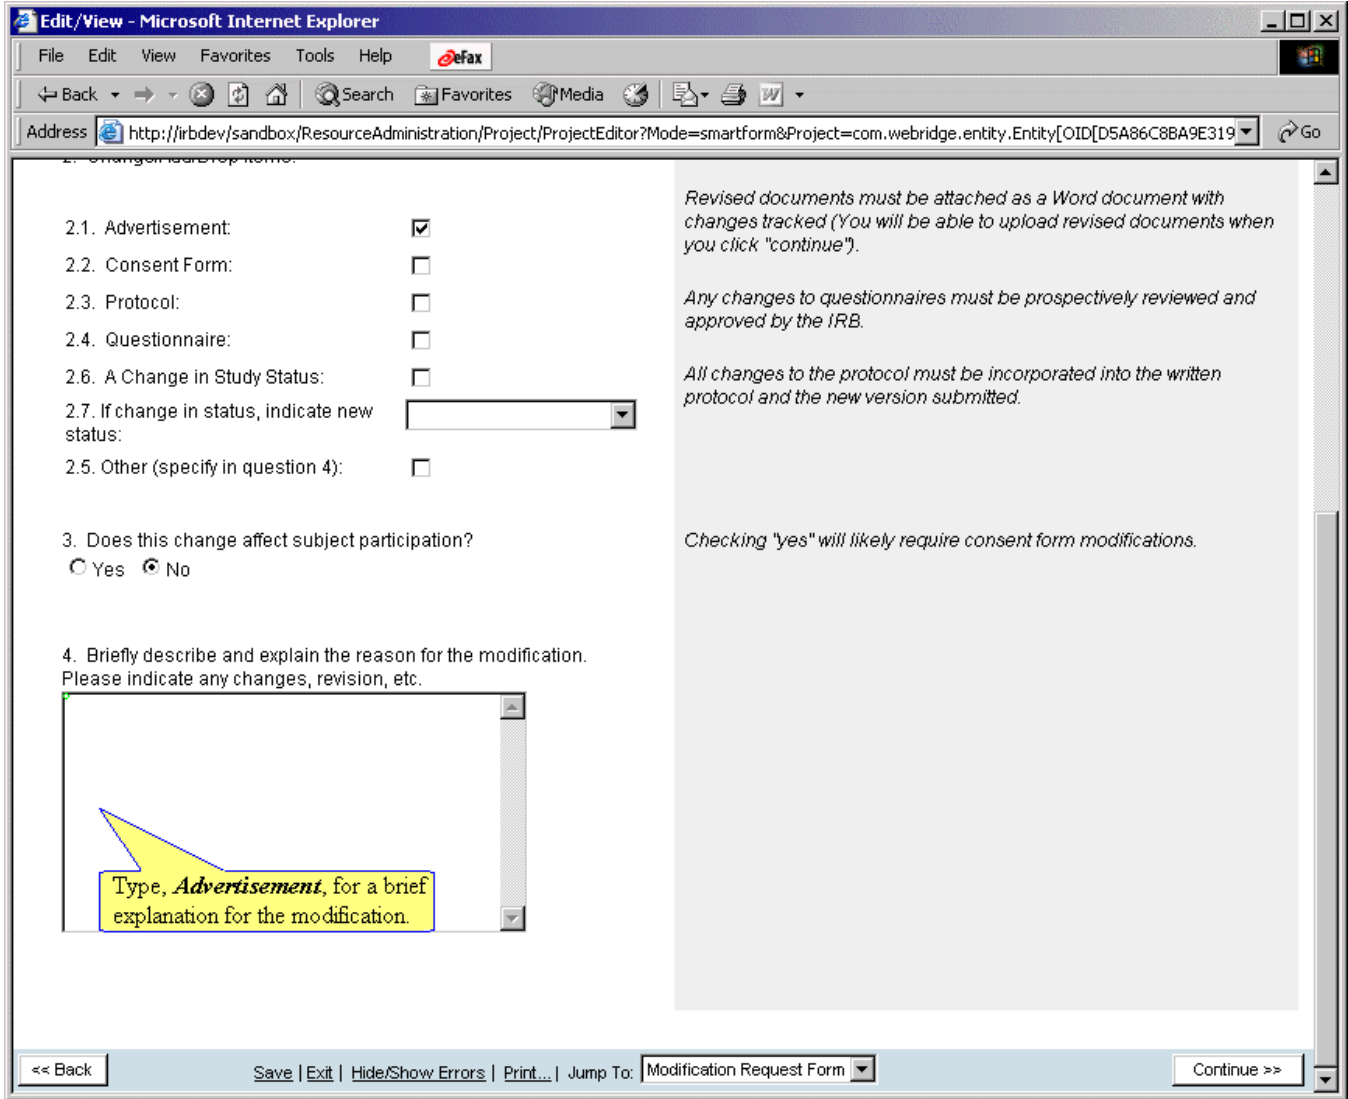 Edit/View - Microsoft Internet Explorer
File Edit View Favorites Tools Help eFax
Back Search Favorites Media
Address http://irbdev/sandbox/ResourceAdministration/Project/ProjectEditor?Mode=smartform&Project=com.webridge.entity.Entity[OID[D5A86C8BA9E319 Go
2. Change/Add/Drop Items:
Revised documents must be attached as a Word document with
changes tracked (You will be able to upload revised documents when
you click "continue").
2.1. Advertisement:
2.2. Consent Form:
2.3. Protocol:
Any changes to questionnaires must be prospectively reviewed and
approved by the IRB.
2.4. Questionnaire:
2.6. A Change in Study Status:
All changes to the protocol must be incorporated into the written
protocol and the new version submitted.
2.7. If change in status, indicate new
status:
2.5. Other (specify in question 4):
3. Does this change affect subject participation?
Checking "yes" will likely require consent form modifications.
Yes No
4. Briefly describe and explain the reason for the modification.
Please indicate any changes, revision, etc.
Type, Advertisement, for a brief
explanation for the modification.
<< Back Save | Exit | Hide/Show Errors | Print... | Jump To: Modification Request Form Continue >>